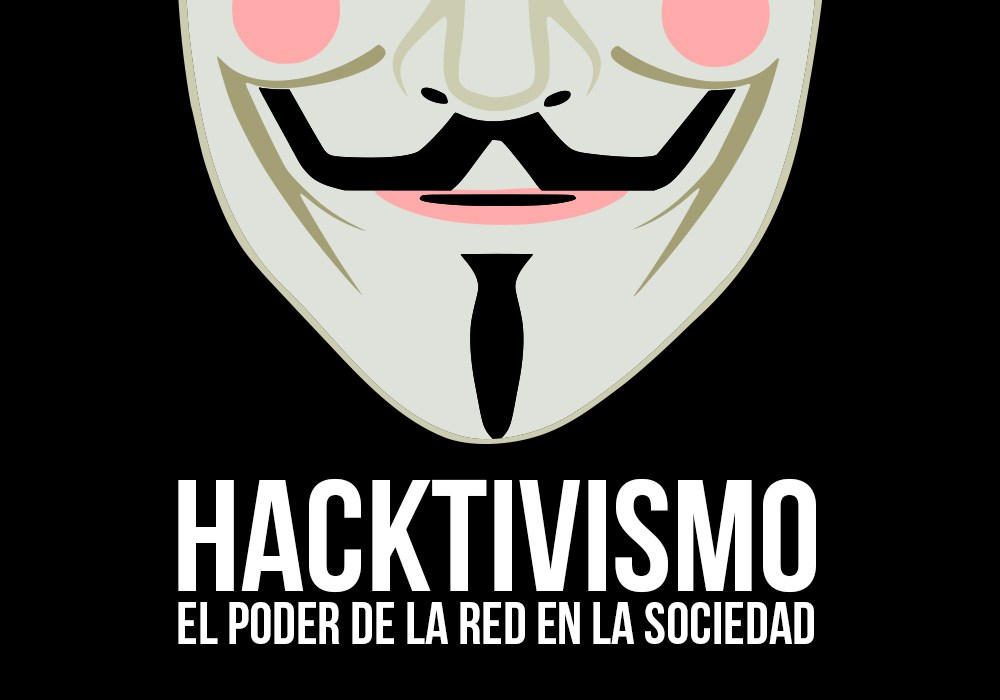 HACKTIVISMO
EL PODER DE LA RED EN LA SOCIEDAD